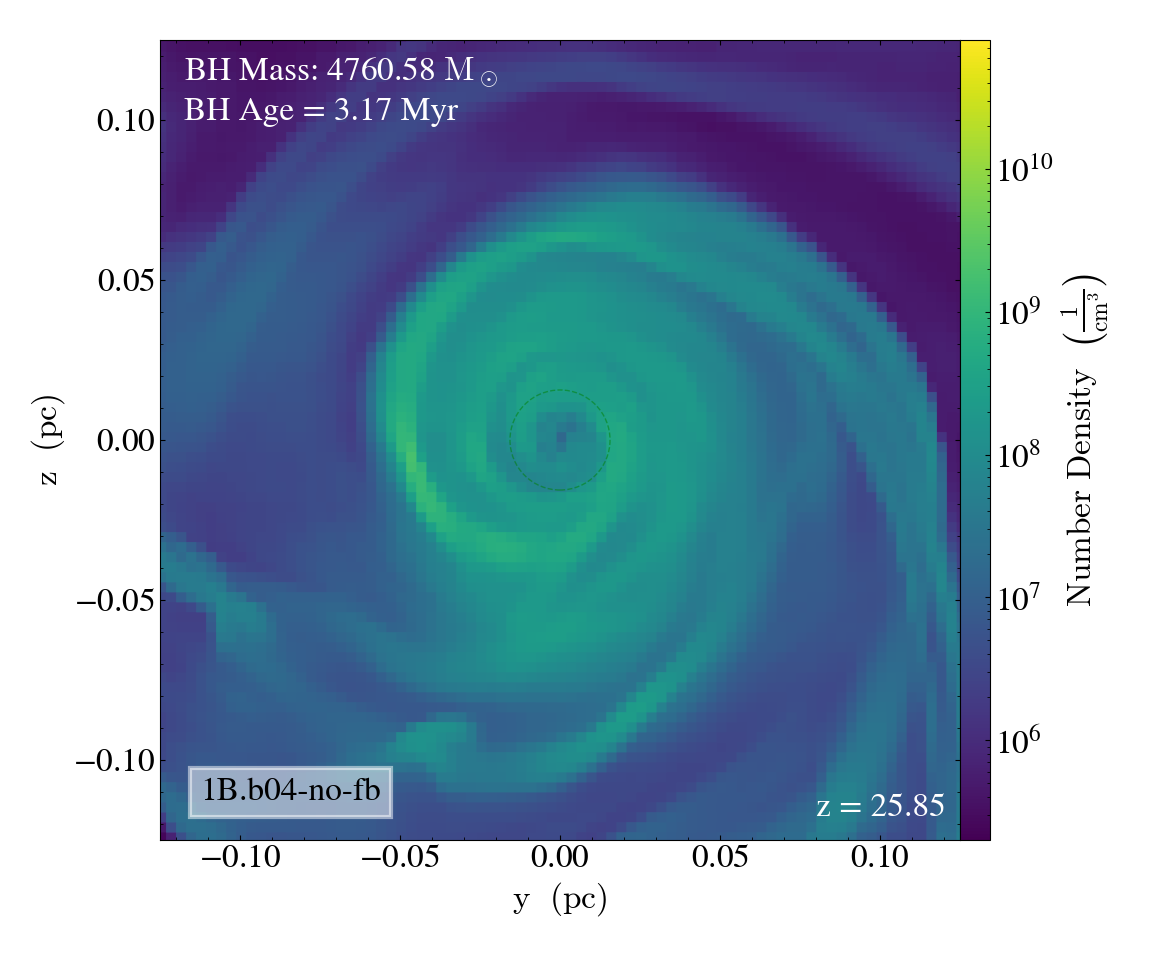 BH Mass: 4760.58 M☉
BH Age = 3.17 Myr
0.10
0.05
0.00
−0.05
−0.10
z (pc)
1B.b04-no-fb
z = 25.85
−0.10 −0.05 0.00 0.05 0.10
y (pc)
10¹⁰
10⁹
10⁸
10⁷
10⁶
Number Density (1/cm³)